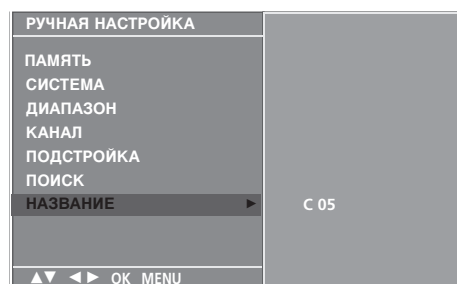 РУЧНАЯ НАСТРОЙКА
ПАМЯТЬ
СИСТЕМА
ДИАПАЗОН
КАНАЛ
ПОДСТРОЙКА
ПОИСК
НАЗВАНИЕ ► C 05
▲▼ ◄► OK MENU